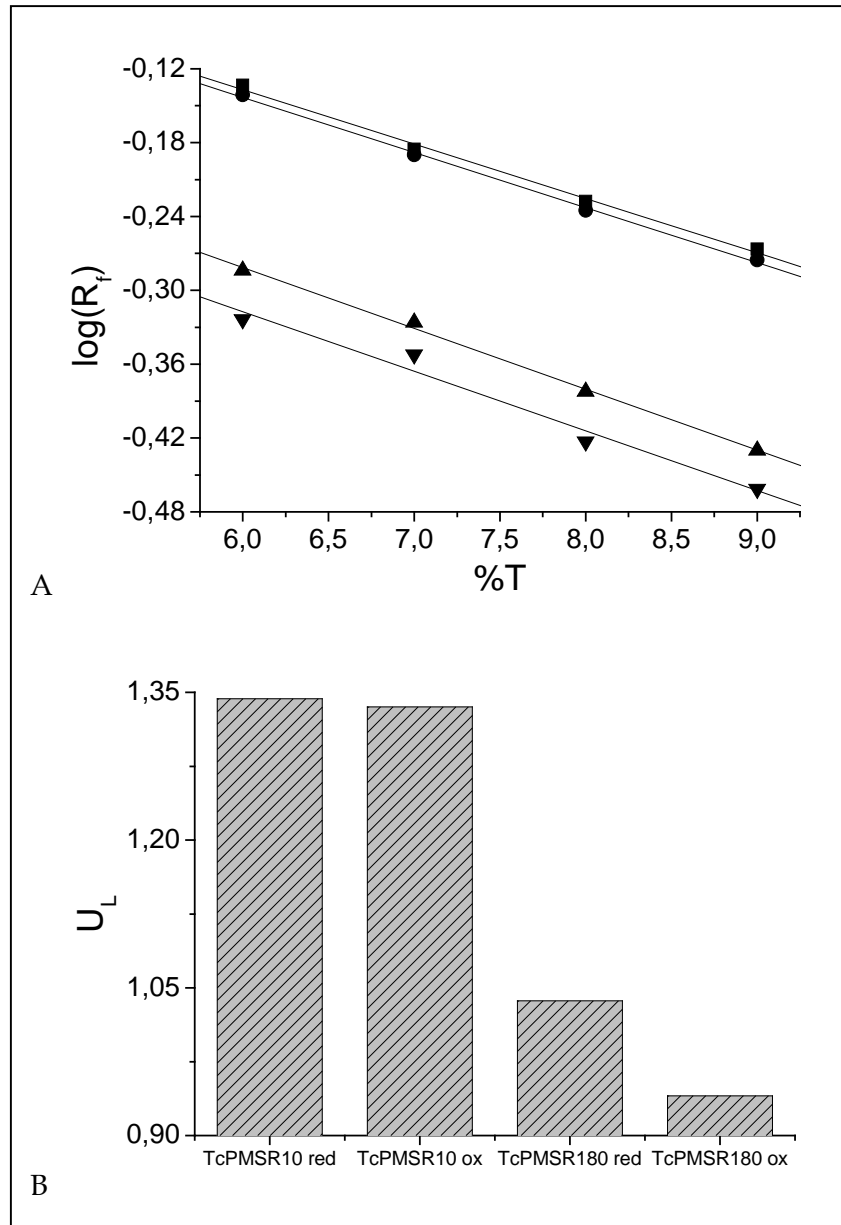 -0,12
-0,18
-0,24
-0,30
-0,36
-0,42
-0,48
log(R_f)
6,0 6,5 7,0 7,5 8,0 8,5 9,0
%T
A
1,35
1,20
1,05
0,90
U_L
TcPMSR10 red TcPMSR10 ox TcPMSR180 red TcPMSR180 ox
B